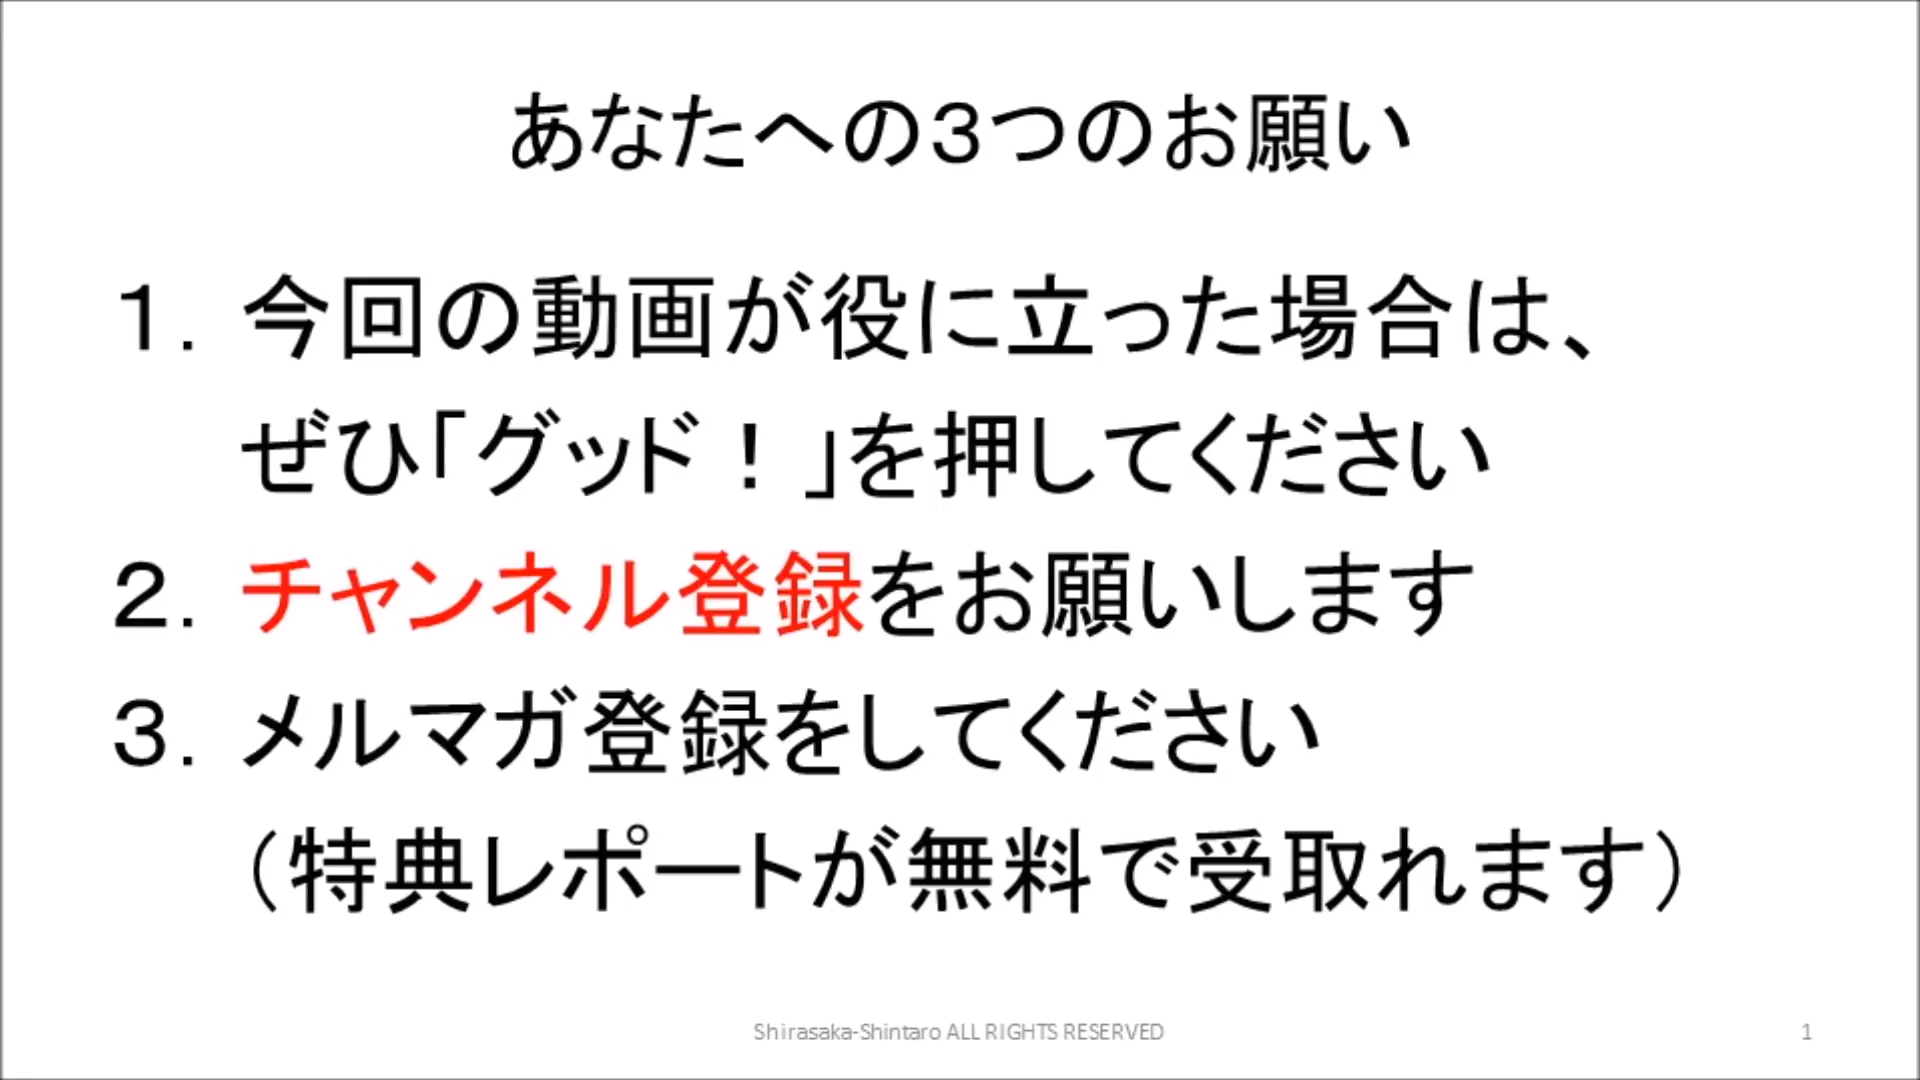 あなたへの３つのお願い
１．今回の動画が役に立った場合は、
ぜひ「グッド！」を押してください
２．チャンネル登録をお願いします
３．メルマガ登録をしてください
（特典レポートが無料で受取れます）
Shirasaka-Shintaro ALL RIGHTS RESERVED
1